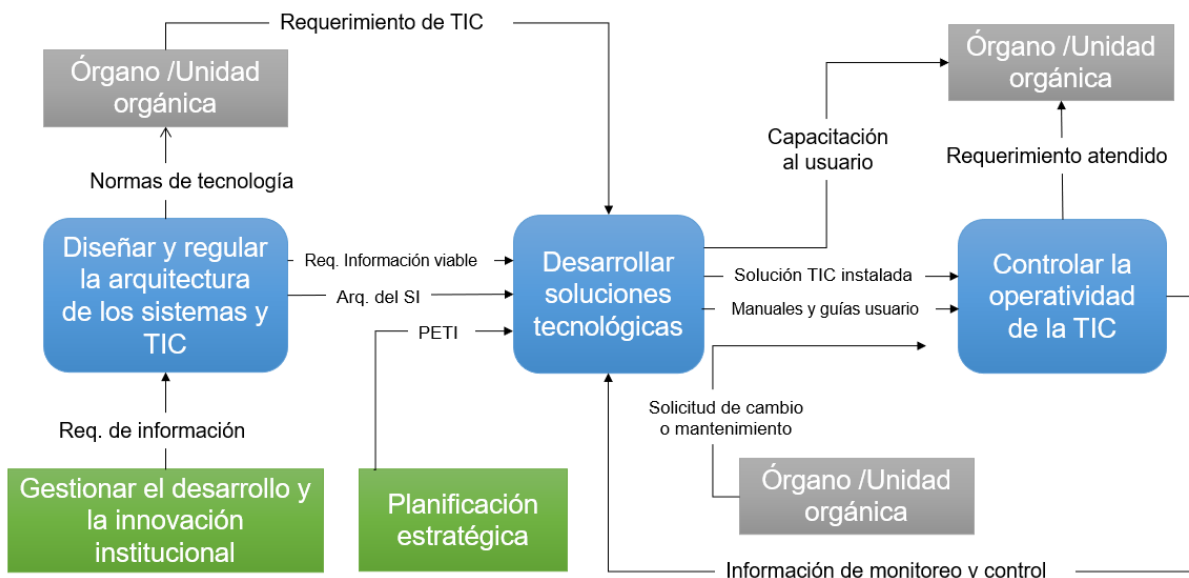 Requerimiento de TIC
Órgano /Unidad
orgánica
Órgano /Unidad
orgánica
Capacitación
al usuario
Requerimiento atendido
Normas de tecnología
Diseñar y regular
la arquitectura
de los sistemas y
TIC
Req. Información viable
Arq. del SI
PETI
Desarrollar
soluciones
tecnológicas
Solución TIC instalada
Manuales y guías usuario
Controlar la
operatividad
de la TIC
Solicitud de cambio
o mantenimiento
Req. de información
Gestionar el desarrollo y
la innovación
institucional
Planificación
estratégica
Órgano/Unidad
orgánica
Información de monitoreo y control